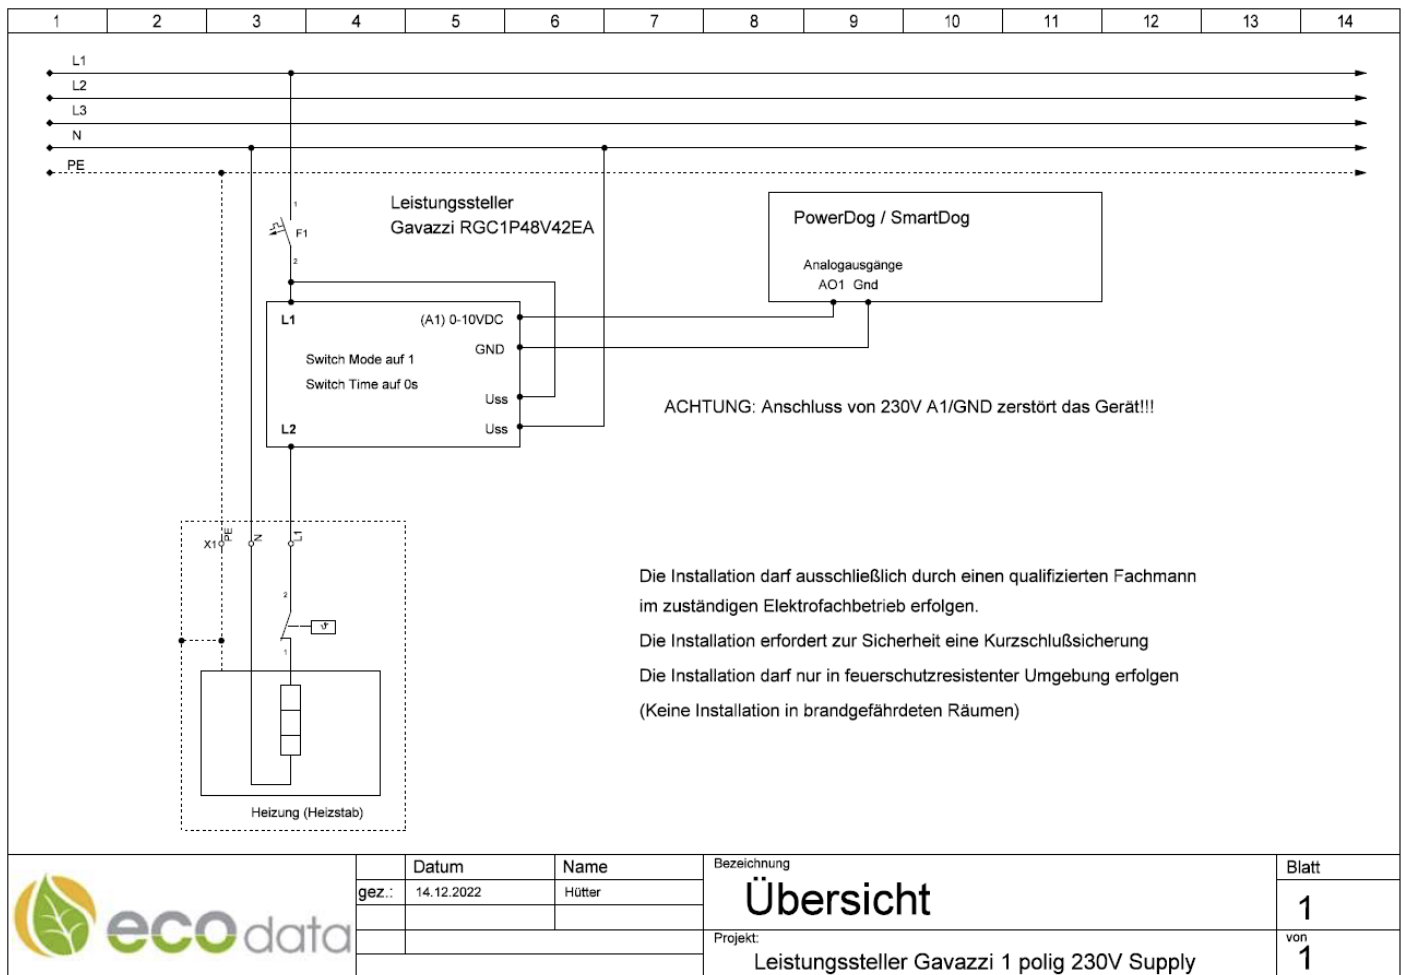 1 2 3 4 5 6 7 8 9 10 11 12 13 14
L1
L2
L3
N
PE
Leistungssteller
Gavazzi RGC1P48V42EA
1
F1
2
PowerDog / SmartDog
Analogausgänge
AO1 Gnd
L1 (A1) 0-10VDC
GND
Switch Mode auf 1
Switch Time auf 0s
Uss
L2 Uss
ACHTUNG: Anschluss von 230V A1/GND zerstört das Gerät!!!
X1 PE N L1
2
ϑ
1
Heizung (Heizstab)
Die Installation darf ausschließlich durch einen qualifizierten Fachmann
im zuständigen Elektrofachbetrieb erfolgen.
Die Installation erfordert zur Sicherheit eine Kurzschlußsicherung
Die Installation darf nur in feuerschutzresistenter Umgebung erfolgen
(Keine Installation in brandgefährdeten Räumen)
ecodata
Datum Name
gez.: 14.12.2022 Hütter
Bezeichnung
Übersicht
Projekt:
Leistungssteller Gavazzi 1 polig 230V Supply
Blatt
1
von
1